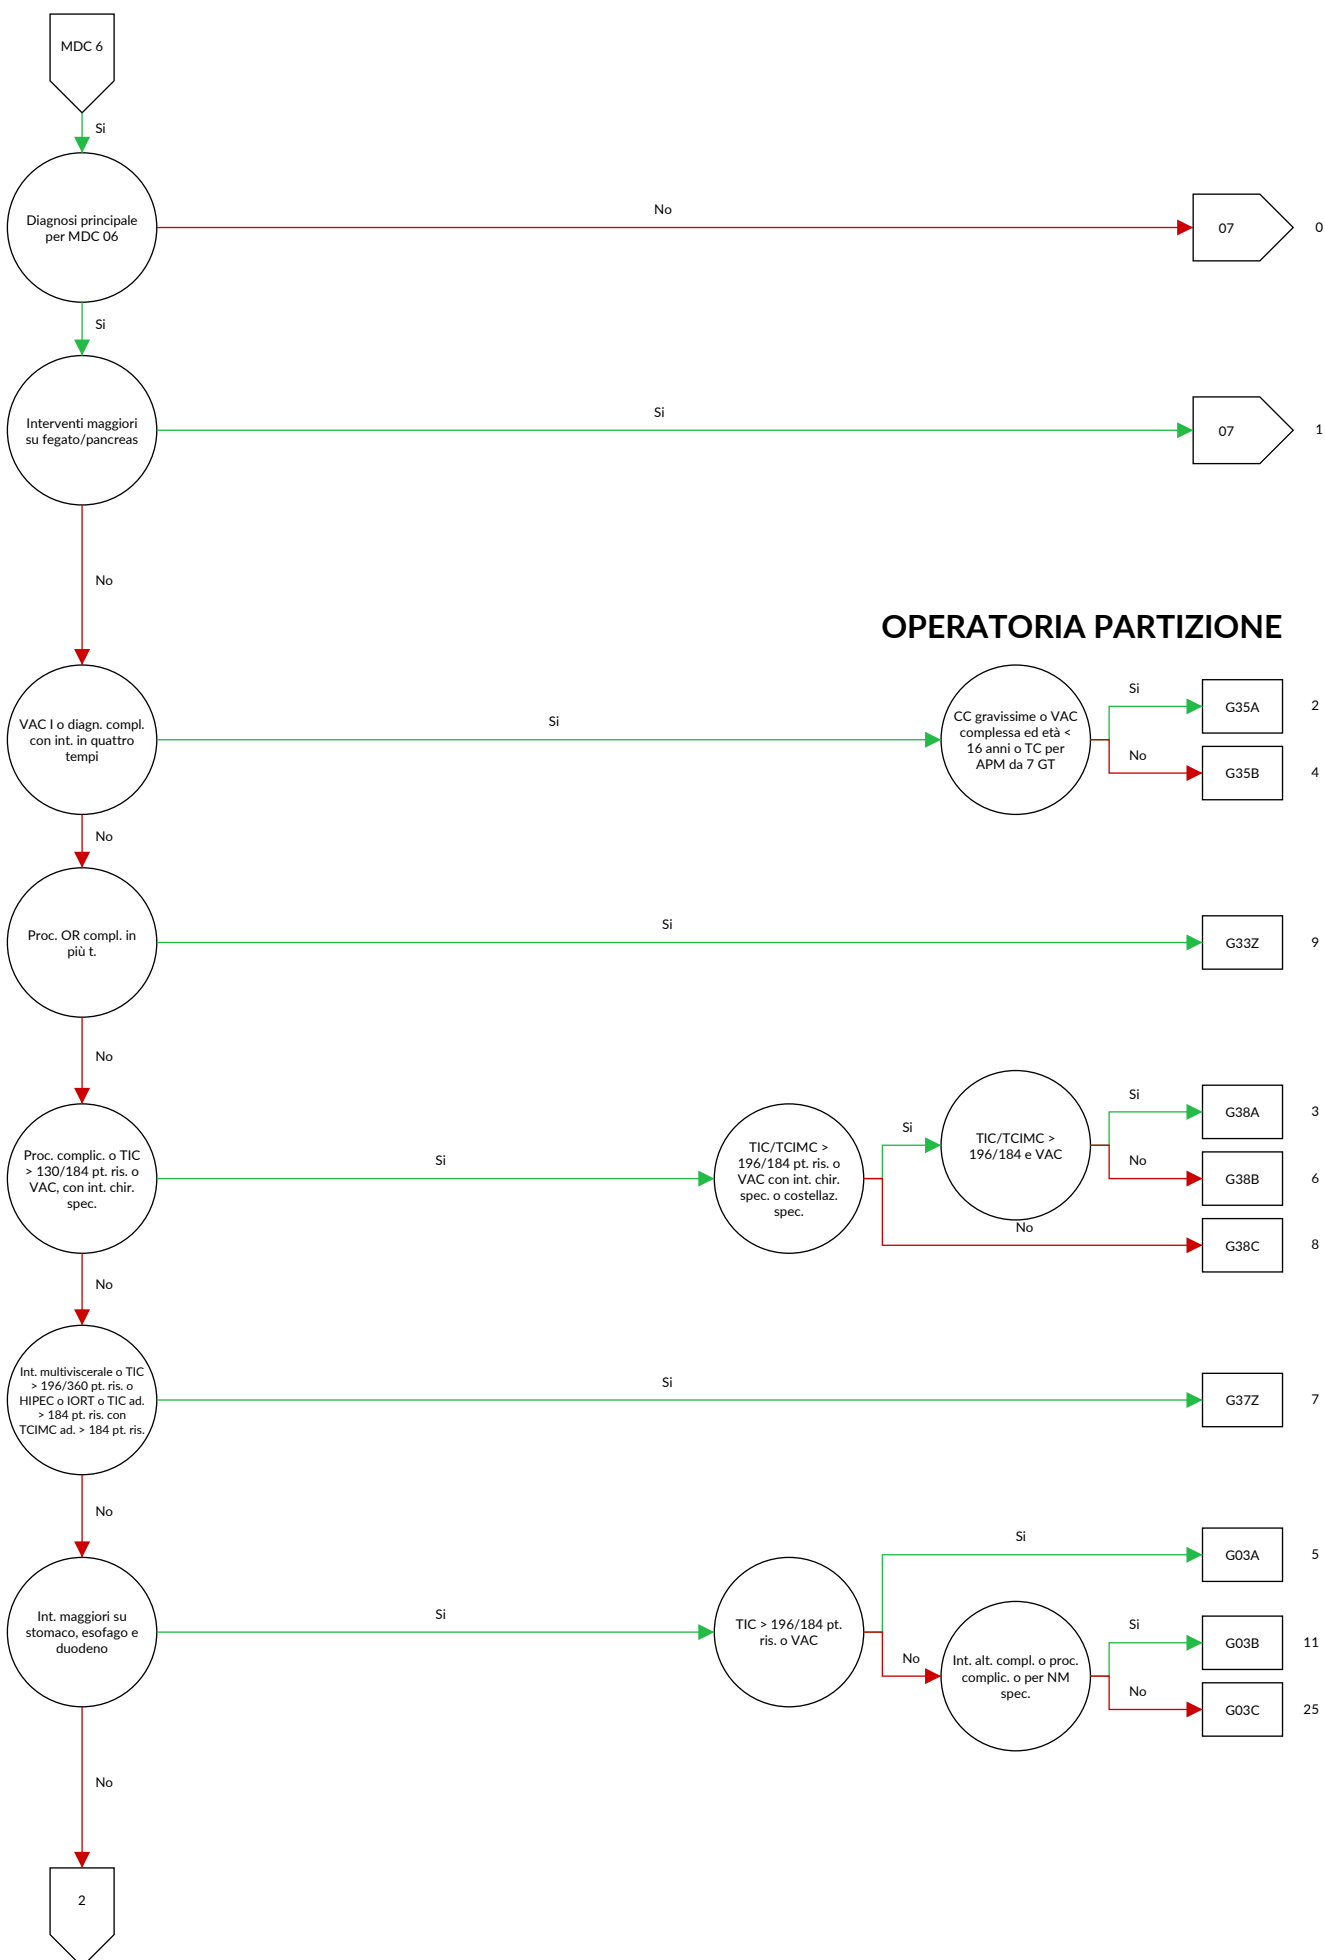 MDC 6
Si
Diagnosi principale
per MDC 06
No
07
0
Si
Interventi maggiori
su fegato/pancreas
Si
07
1
No
OPERATORIA PARTIZIONE
VAC I o diagn. compl.
con int. in quattro
tempi
Si
CC gravissime o VAC
complessa ed età <
16 anni o TC per
APM da 7 GT
Si
G35A
2
No
G35B
4
No
Proc. OR compl. in
più t.
Si
G33Z
9
No
Proc. complic. o TIC
> 130/184 pt. ris. o
VAC, con int. chir.
spec.
Si
TIC/TCIMC >
196/184 pt. ris. o
VAC con int. chir.
spec. o costellaz.
spec.
Si
TIC/TCIMC >
196/184 e VAC
Si
G38A
3
No
G38B
6
No
G38C
8
No
Int. multiviscerale o TIC
> 196/360 pt. ris. o
HIPEC o IORT o TIC ad.
> 184 pt. ris. con
TCIMC ad. > 184 pt. ris.
Si
G37Z
7
No
Int. maggiori su
stomaco, esofago e
duodeno
Si
TIC > 196/184 pt.
ris. o VAC
Si
G03A
5
No
Int. alt. compl. o proc.
complic. o per NM
spec.
Si
G03B
11
No
G03C
25
No
2